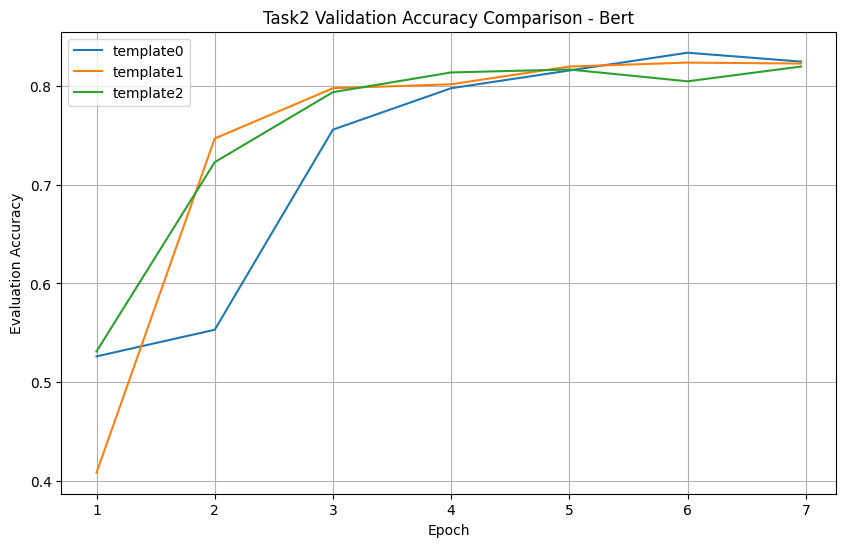 Task2 Validation Accuracy Comparison - Bert
template0
template1
template2
Evaluation Accuracy
0.8
0.7
0.6
0.5
0.4
1 2 3 4 5 6 7
Epoch